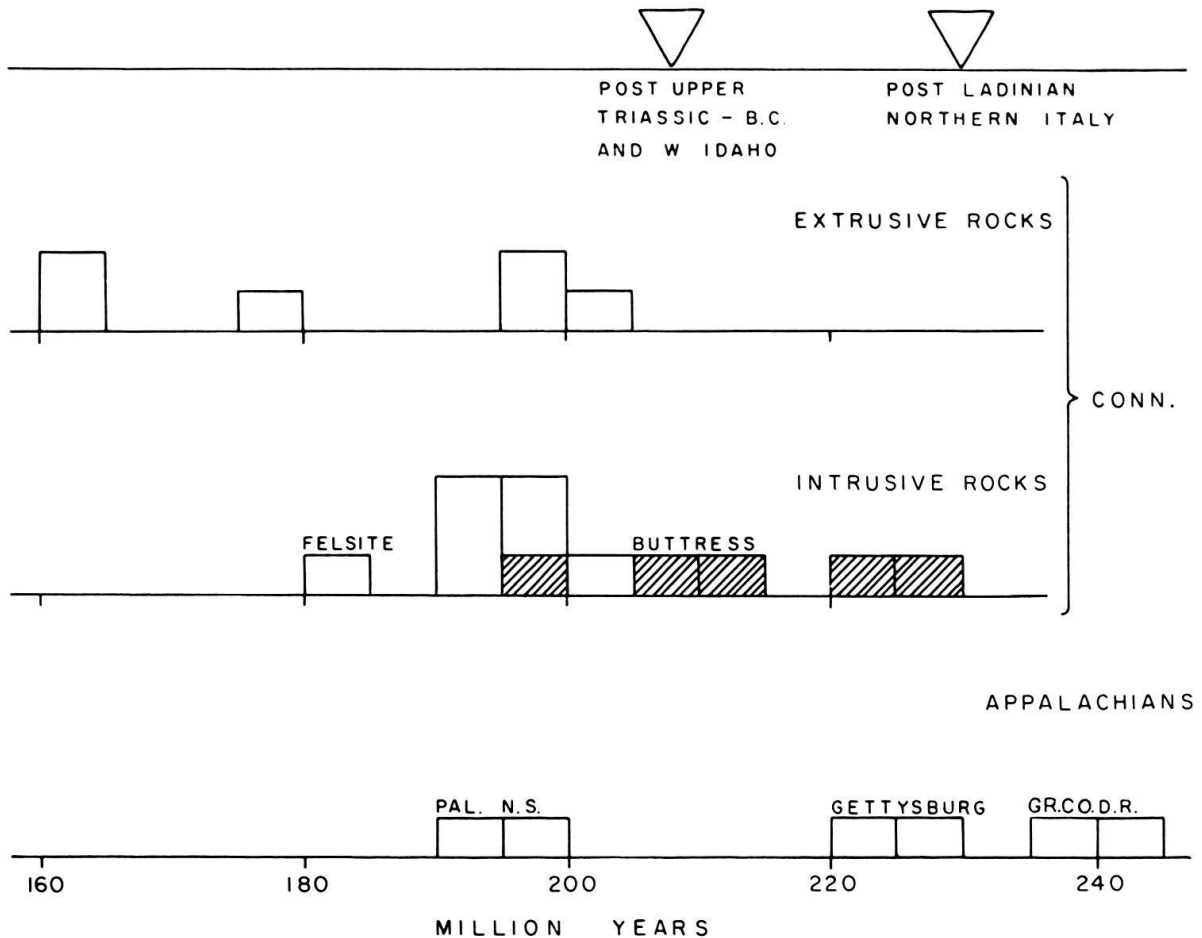 POST UPPER
TRIASSIC - B.C.
AND W IDAHO
POST LADINIAN
NORTHERN ITALY
EXTRUSIVE ROCKS
CONN.
INTRUSIVE ROCKS
FELSITE
BUTTRESS
APPALACHIANS
PAL. N.S.
GETTYSBURG
GR.CO.D.R.
160
180
200
220
240
MILLION YEARS